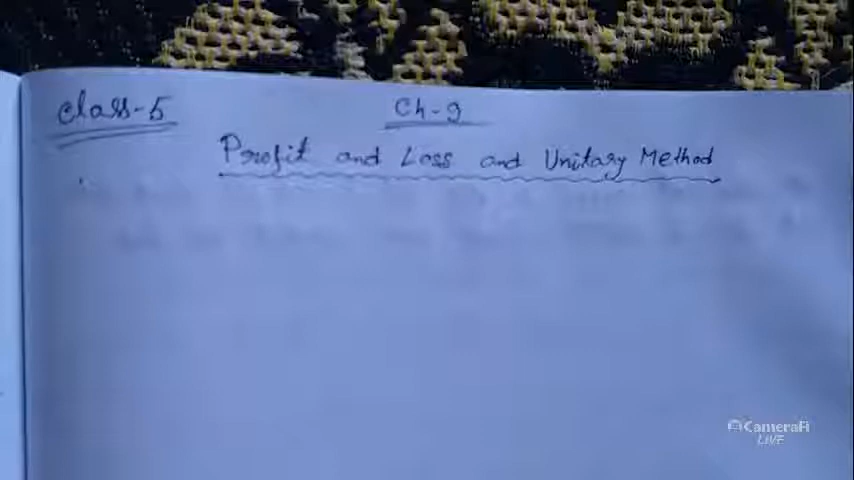 Class-5
Ch-9
Profit and Loss and Unitary Method
CameraFi
LIVE